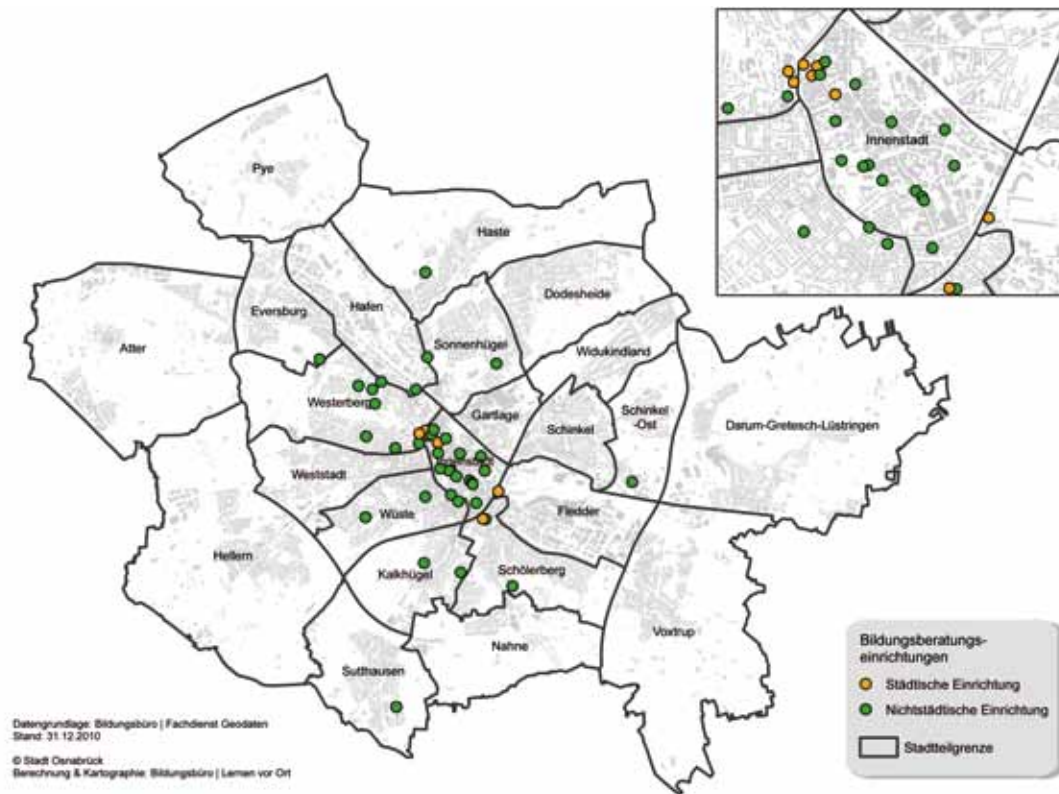 Innenstadt
Pye
Haste
Hafen
Dodesheide
Eversburg
Sonnenhügel
Atter
Widukindland
Westerberg
Gartlage
Schinkel
Schinkel
-Ost
Darum-Gretesch-Lüstringen
Weststadt
Innenstadt
Wüste
Fledder
Hellern
Kalkhügel
Schölerberg
Nahne
Voxtrup
Sutthausen
Bildungsberatungs-
einrichtungen
Städtische Einrichtung
Nichtstädtische Einrichtung
Stadtteilgrenze
Datengrundlage: Bildungsbüro | Fachdienst Geodaten
Stand: 31.12.2010
© Stadt Osnabrück
Berechnung & Kartographie: Bildungsbüro | Lernen vor Ort